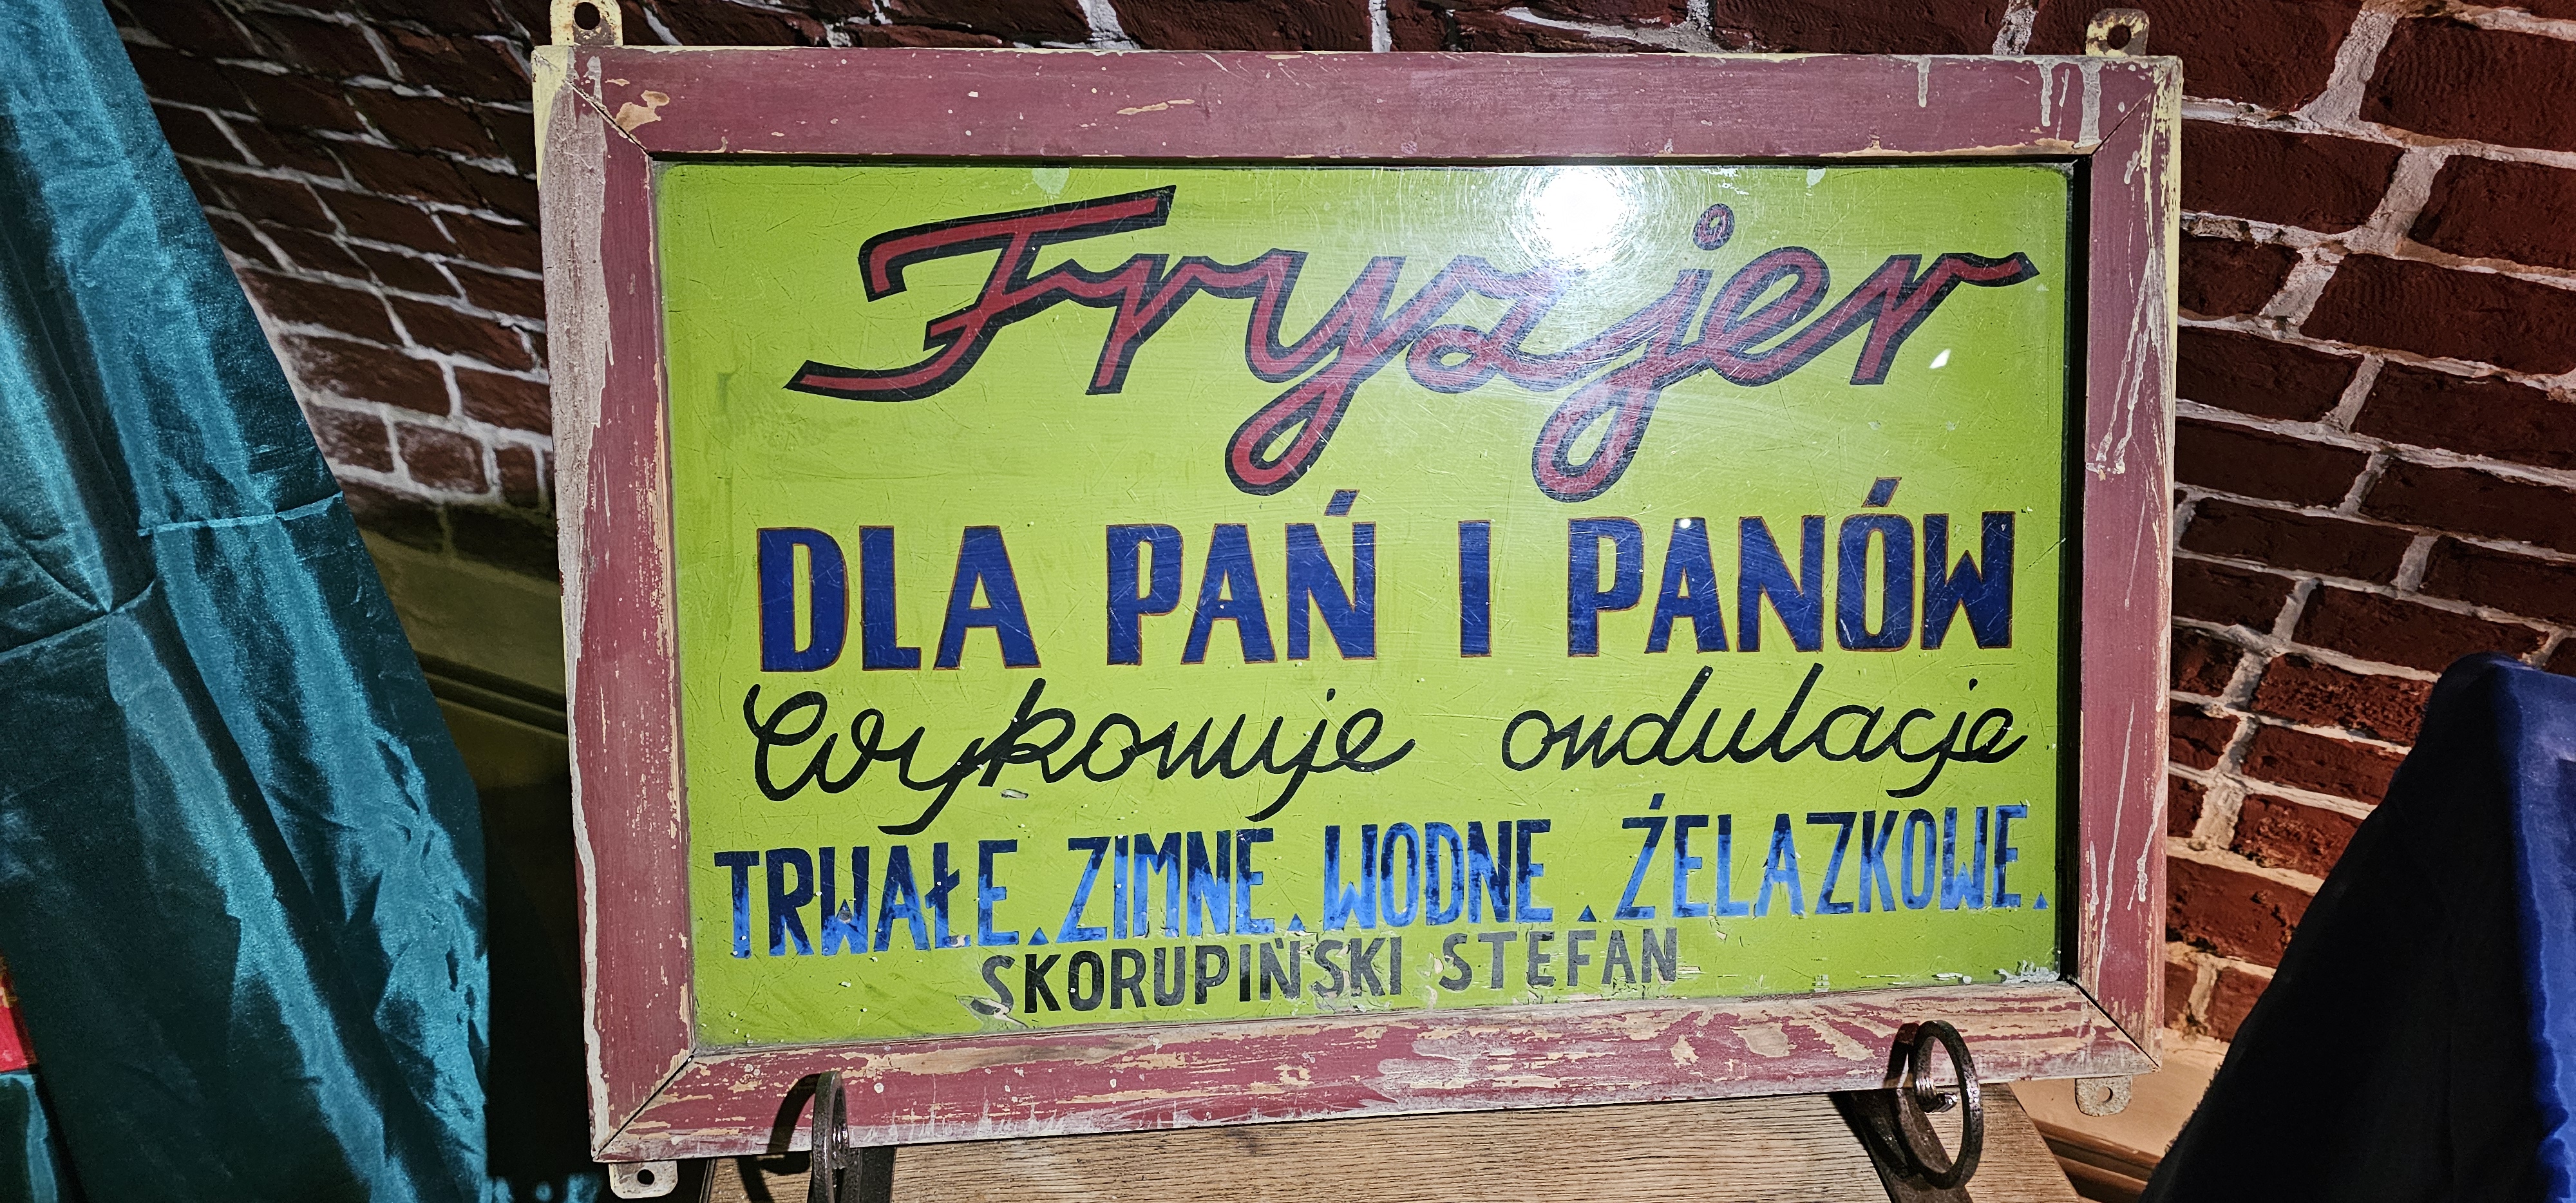 Fryzjer
DLA PAŃ I PANÓW
Wykonuje ondulacje
TRWAŁE. ZIMNE. WODNE. ŻELAZKOWE.
SKORUPIŃSKI STEFAN